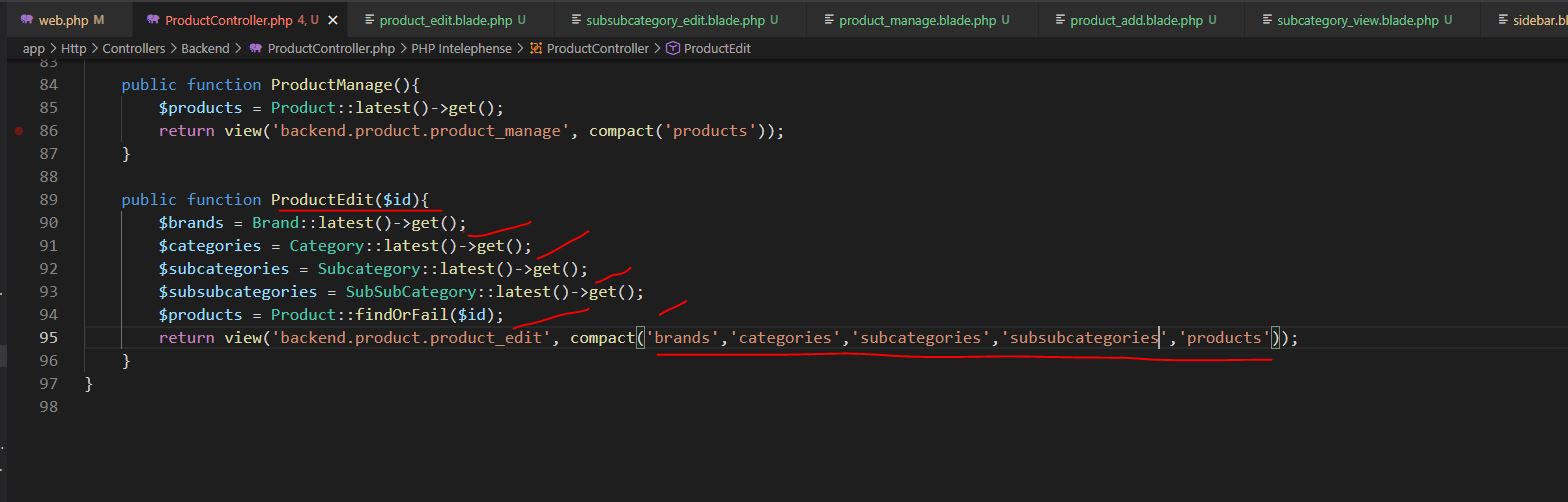 web.php M ProductController.php 4, U product_edit.blade.php U subsubcategory_edit.blade.php U product_manage.blade.php U product_add.blade.php U subcategory_view.blade.php U sidebar.bl
app > Http > Controllers > Backend > ProductController.php > PHP Intelephense > ProductController > ProductEdit
83
84 public function ProductManage(){
85 $products = Product::latest()->get();
86 return view('backend.product.product_manage', compact('products'));
87 }
88
89 public function ProductEdit($id){
90 $brands = Brand::latest()->get();
91 $categories = Category::latest()->get();
92 $subcategories = Subcategory::latest()->get();
93 $subsubcategories = SubSubCategory::latest()->get();
94 $products = Product::findOrFail($id);
95 return view('backend.product.product_edit', compact('brands','categories','subcategories','subsubcategories','products'));
96 }
97 }
98